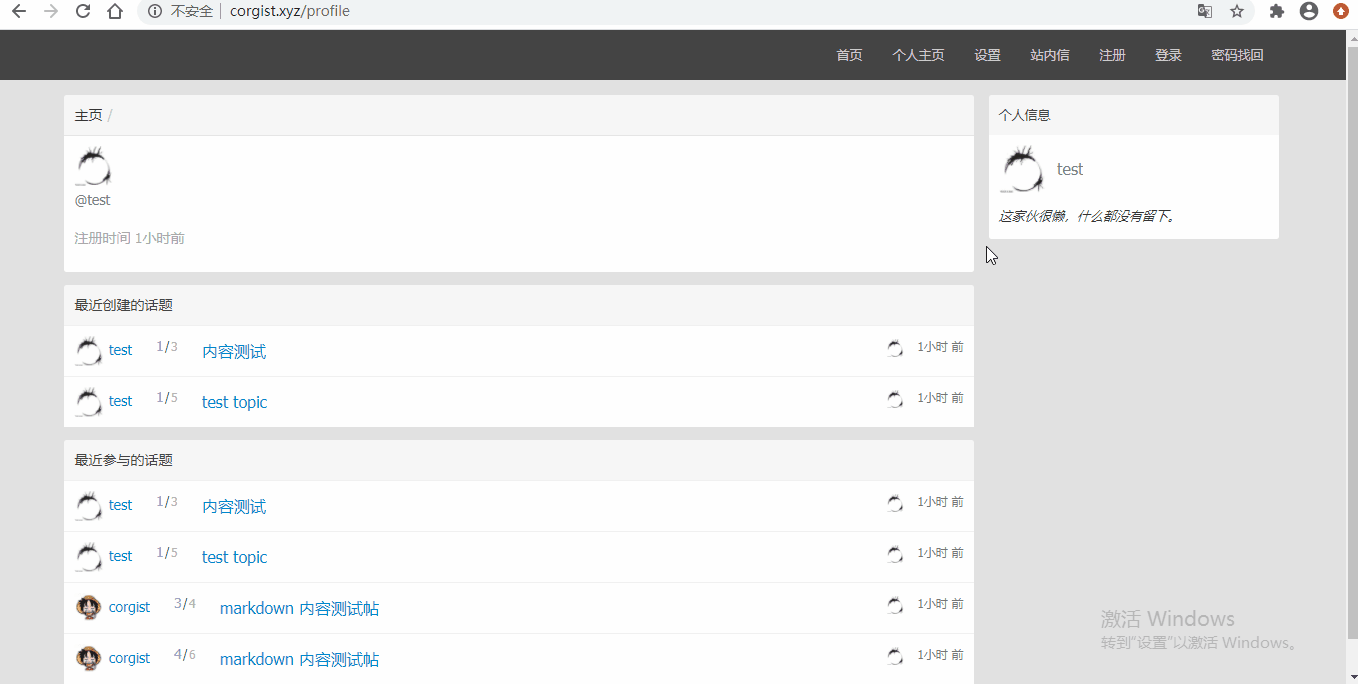 不安全 corgist.xyz/profile
首页 个人主页 设置 站内信 注册 登录 密码找回
主页 /
@test
注册时间 1小时前
个人信息
test
这家伙很懒，什么都没有留下。
最近创建的话题
test 1/3 内容测试 1小时 前
test 1/5 test topic 1小时 前
最近参与的话题
test 1/3 内容测试 1小时 前
test 1/5 test topic 1小时 前
corgist 3/4 markdown 内容测试帖 1小时 前
corgist 4/6 markdown 内容测试帖 1小时 前
激活 Windows
转到“设置”以激活 Windows。